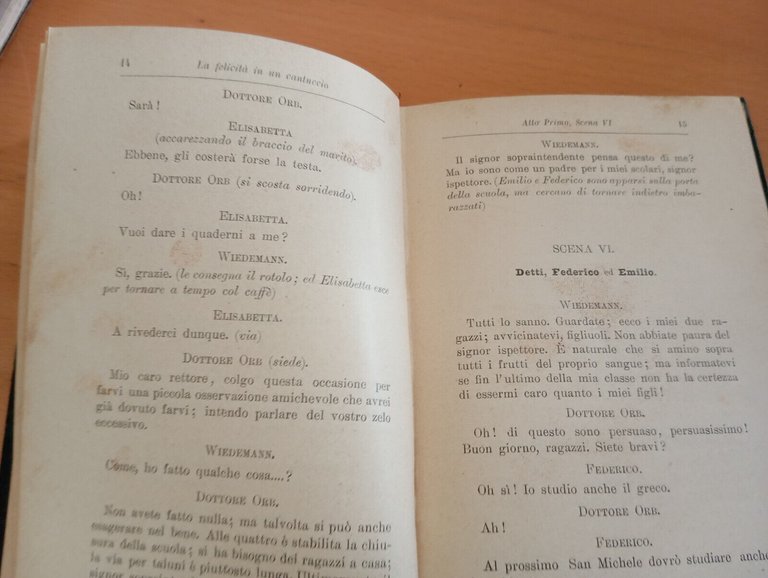 14 La felicità in un cantuccio
DOTTORE ORB.
Sarà!
ELISABETTA
(accarezzando il braccio del marito).
Ebbene, gli costerà forse la testa.
DOTTORE ORB (si scosta sorridendo).
Oh!
ELISABETTA.
Vuoi dare i quaderni a me?
WIEDEMANN.
Sì, grazie. (le consegna il rotolo; ed Elisabetta esce
per tornare a tempo col caffè)
ELISABETTA.
A rivederci dunque. (via)
DOTTORE ORB (siede).
Mio caro rettore, colgo questa occasione per
farvi una piccola osservazione amichevole che avrei
già dovuto farvi; intendo parlare del vostro zelo
eccessivo.
WIEDEMANN.
Come, ho fatto qualche cosa....?
DOTTORE ORB.
Non avete fatto nulla; ma talvolta si può anche
esagerare nel bene. Alle quattro è stabilita la chiu-
sura della scuola; si ha bisogno dei ragazzi a casa;
la via per taluni è piuttosto lunga.
Atto Primo, Scena VI 15
WIEDEMANN.
Il signor sopraintendente pensa questo di me?
Ma io sono come un padre per i miei scolari, signor
ispettore. (Emilio e Federico sono apparsi sulla porta
della scuola, ma cercano di tornare indietro imba-
razzati)
SCENA VI.
Detti, Federico ed Emilio.
WIEDEMANN.
Tutti lo sanno. Guardate; ecco i miei due ra-
gazzi; avvicinatevi, figliuoli. Non abbiate paura del
signor ispettore. È naturale che si amino sopra
tutti i frutti del proprio sangue; ma informatevi
se fin l'ultimo della mia classe non ha la certezza
di essermi caro quanto i miei figli!
DOTTORE ORB.
Oh! di questo sono persuaso, persuasissimo!
Buon giorno, ragazzi. Siete bravi?
FEDERICO.
Oh sì! Io studio anche il greco.
DOTTORE ORB.
Ah!
FEDERICO.
Al prossimo San Michele dovrò studiare anche